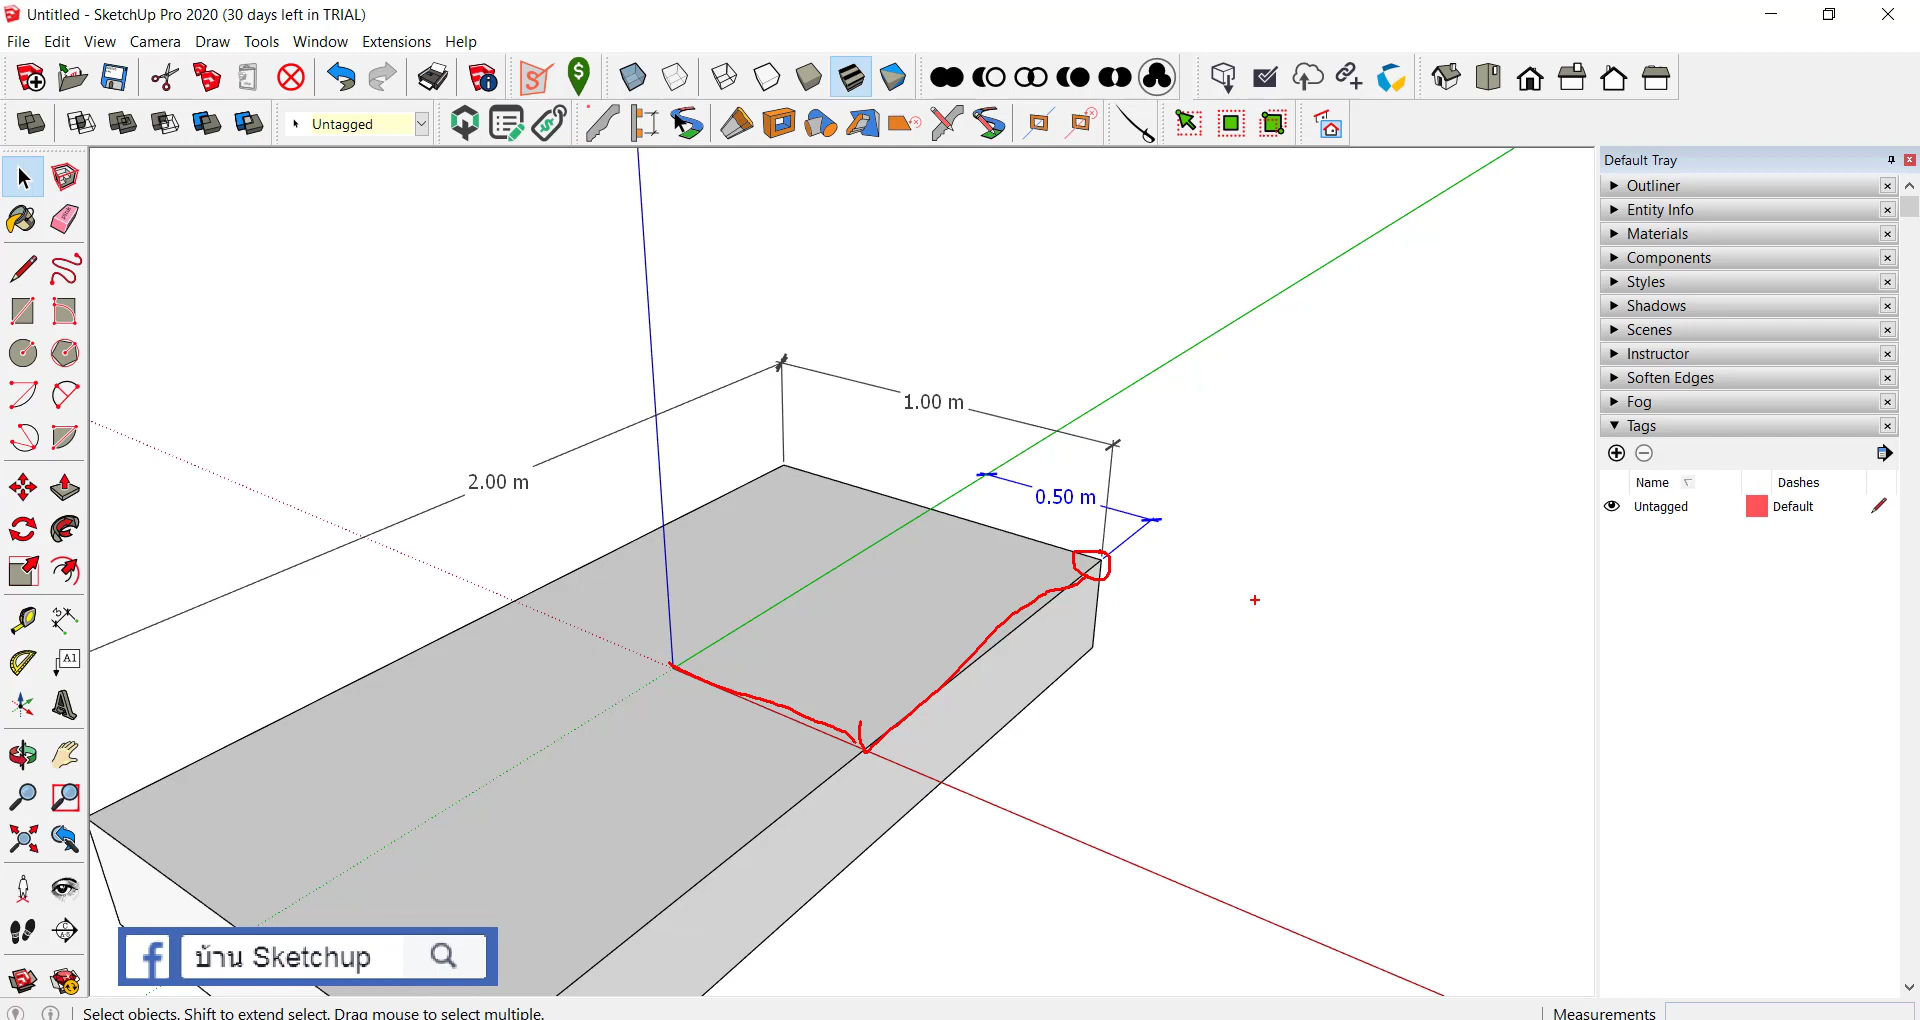 Untitled - SketchUp Pro 2020 (30 days left in TRIAL)
File Edit View Camera Draw Tools Window Extensions Help
Untagged
Default Tray
Outliner
Entity Info
Materials
Components
Styles
Shadows
Scenes
Instructor
Soften Edges
Fog
Tags
Name Dashes
Untagged Default
1.00 m
2.00 m
0.50 m
A1
f บ้าน Sketchup
Select objects. Shift to extend select. Drag mouse to select multiple.
Measurements